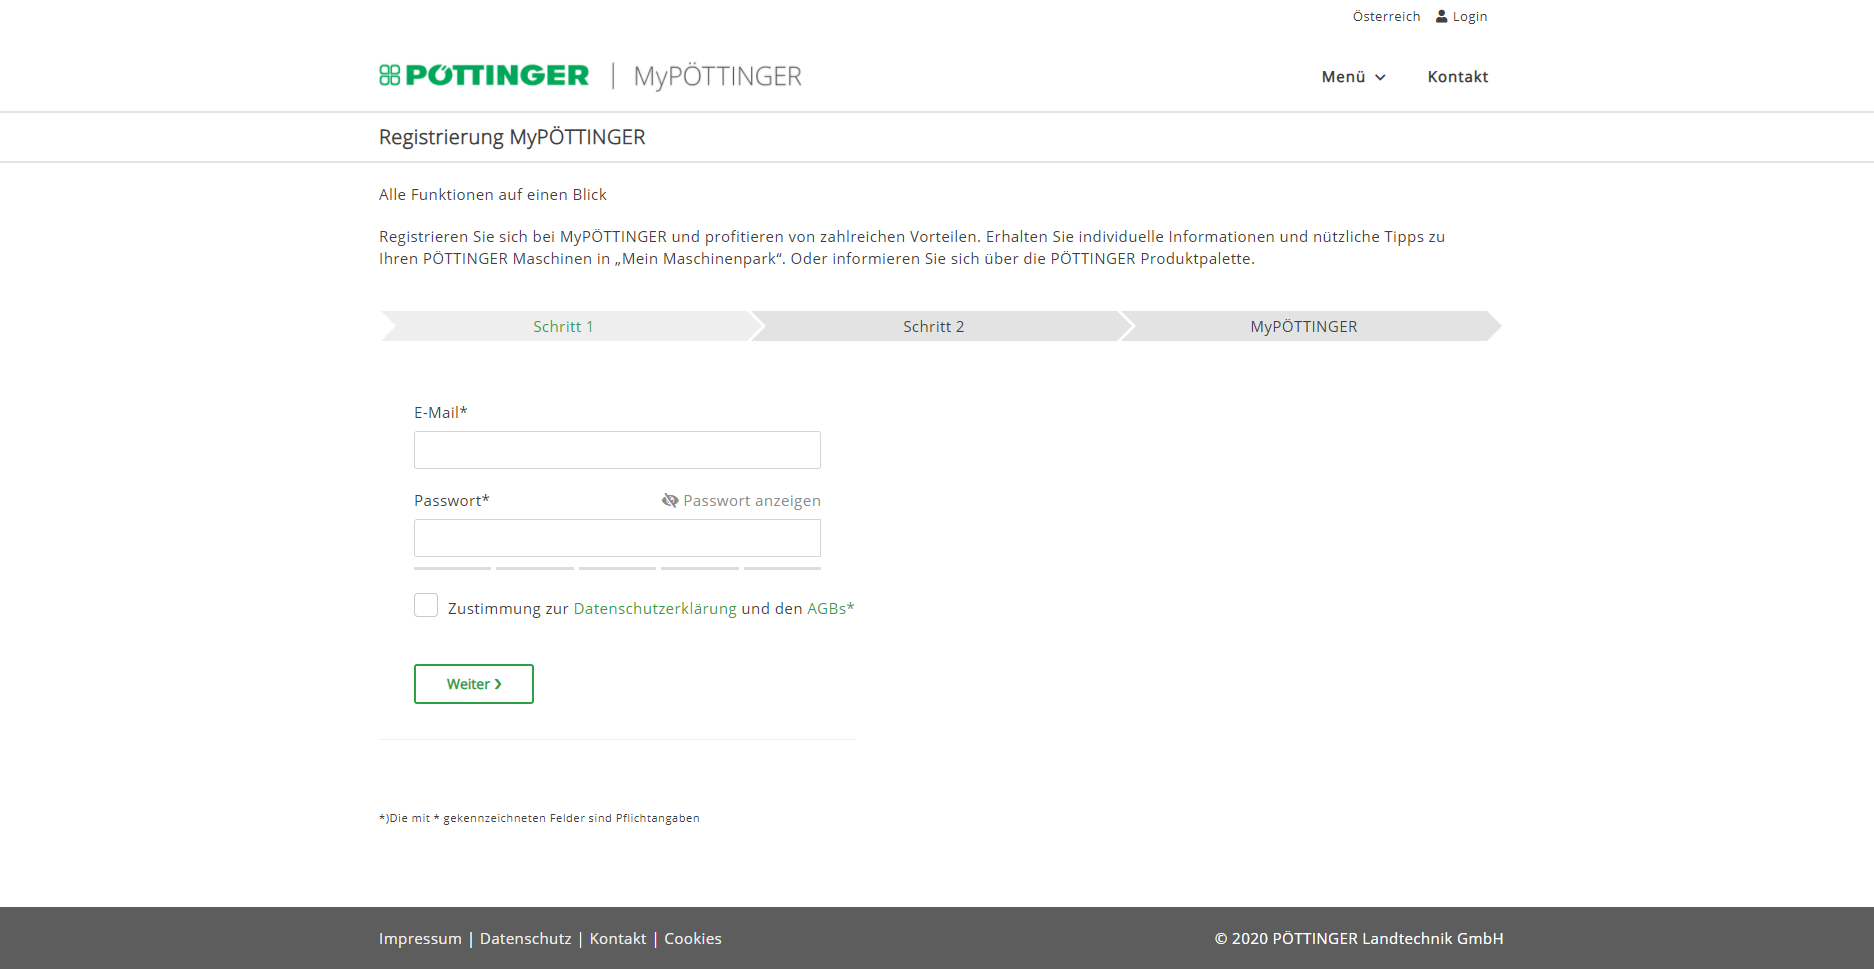 Österreich Login
PÖTTINGER | MyPÖTTINGER
Menü Kontakt
Registrierung MyPÖTTINGER
Alle Funktionen auf einen Blick
Registrieren Sie sich bei MyPÖTTINGER und profitieren von zahlreichen Vorteilen. Erhalten Sie individuelle Informationen und nützliche Tipps zu
Ihren PÖTTINGER Maschinen in „Mein Maschinenpark“. Oder informieren Sie sich über die PÖTTINGER Produktpalette.
Schritt 1 Schritt 2 MyPÖTTINGER
E-Mail*
Passwort* Passwort anzeigen
Zustimmung zur Datenschutzerklärung und den AGBs*
Weiter ❯
*)Die mit * gekennzeichneten Felder sind Pflichtangaben
Impressum | Datenschutz | Kontakt | Cookies
© 2020 PÖTTINGER Landtechnik GmbH